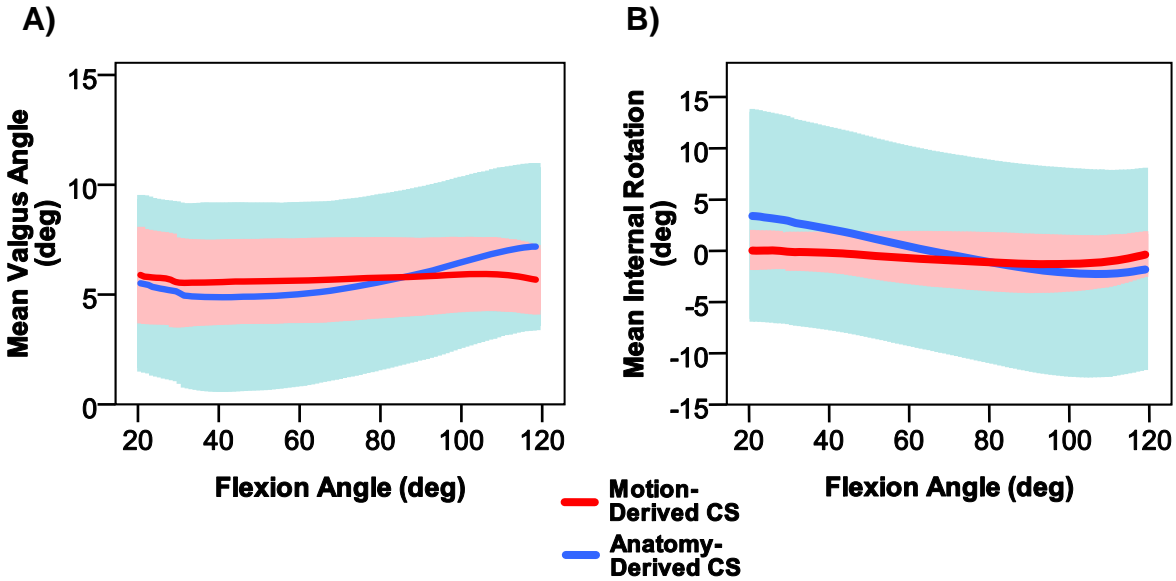 A)
Mean Valgus Angle
(deg)
15
10
5
0
20 40 60 80 100 120
Flexion Angle (deg)
B)
Mean Internal Rotation
(deg)
15
10
5
0
-5
-10
-15
20 40 60 80 100 120
Flexion Angle (deg)
Motion-
Derived CS
Anatomy-
Derived CS